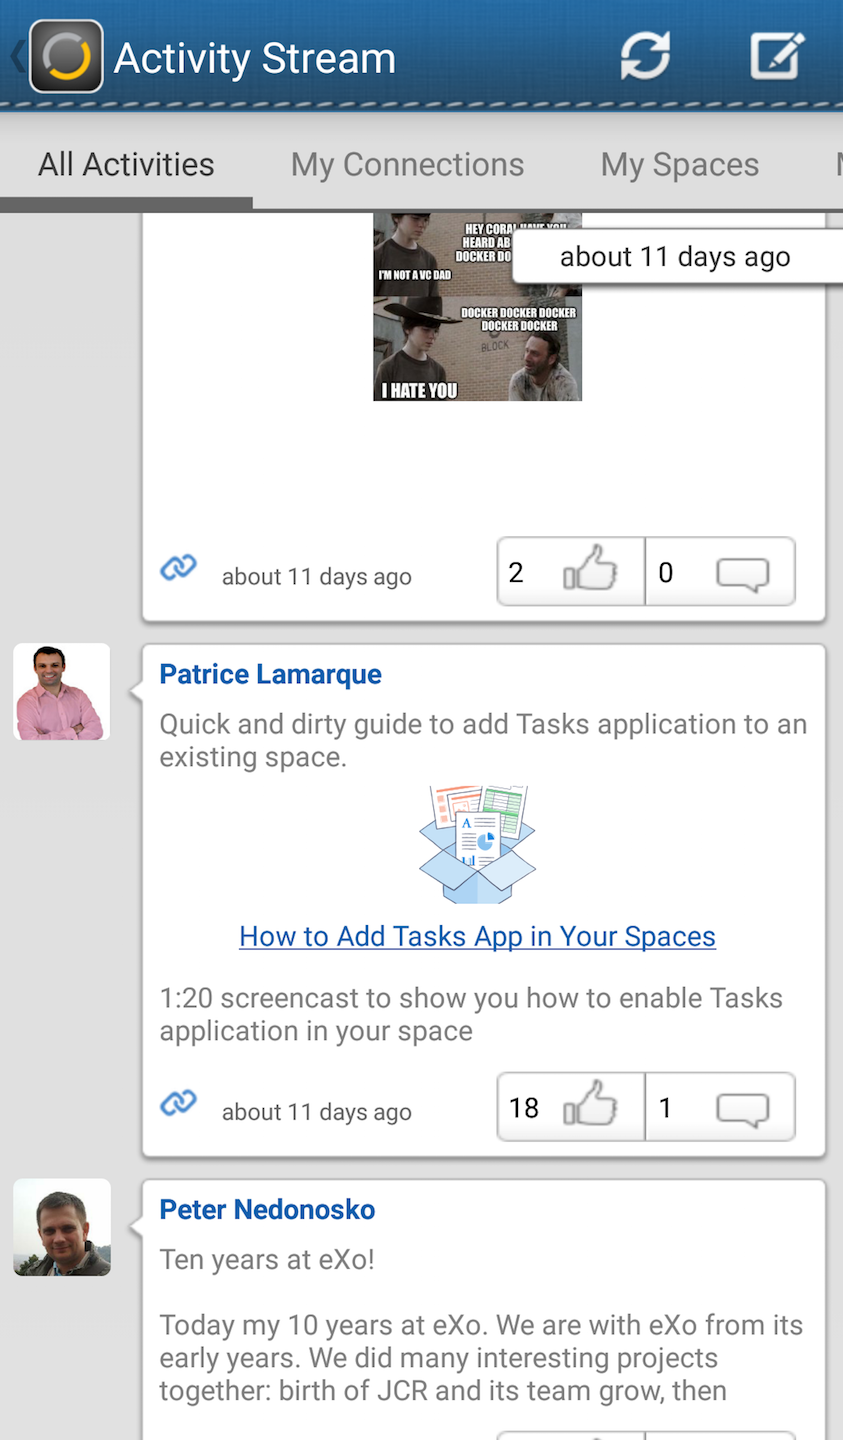 Activity Stream
All Activities
My Connections
My Spaces
HEY CORAL HAVE YOU
HEARD AB
DOCKER DO
I'M NOT A VC DAD
about 11 days ago
DOCKER DOCKER DOCKER
DOCKER DOCKER
BLOCK
I HATE YOU
about 11 days ago
2
0
Patrice Lamarque
Quick and dirty guide to add Tasks application to an
existing space.
A
How to Add Tasks App in Your Spaces
1:20 screencast to show you how to enable Tasks
application in your space
about 11 days ago
18
1
Peter Nedonosko
Ten years at eXo!
Today my 10 years at eXo. We are with eXo from its
early years. We did many interesting projects
together: birth of JCR and its team grow, then